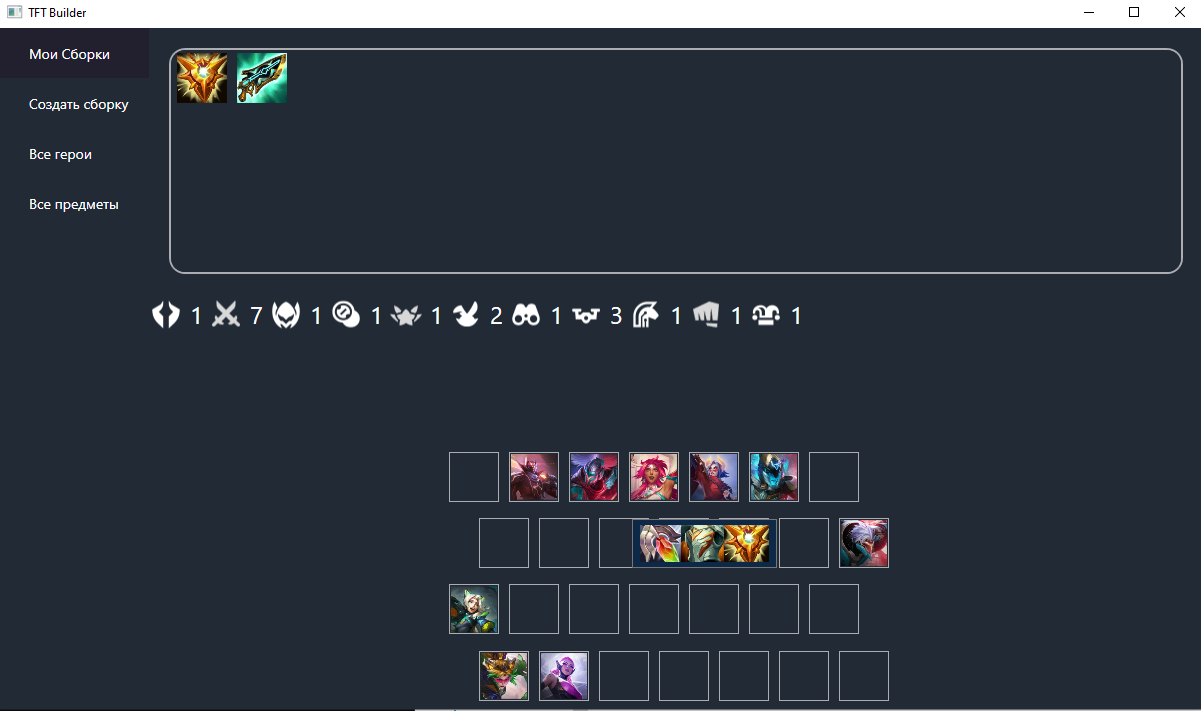 TFT Builder
Мои Сборки
Создать сборку
Все герои
Все предметы
1 7 1 1 1 2 1 3 1 1 1